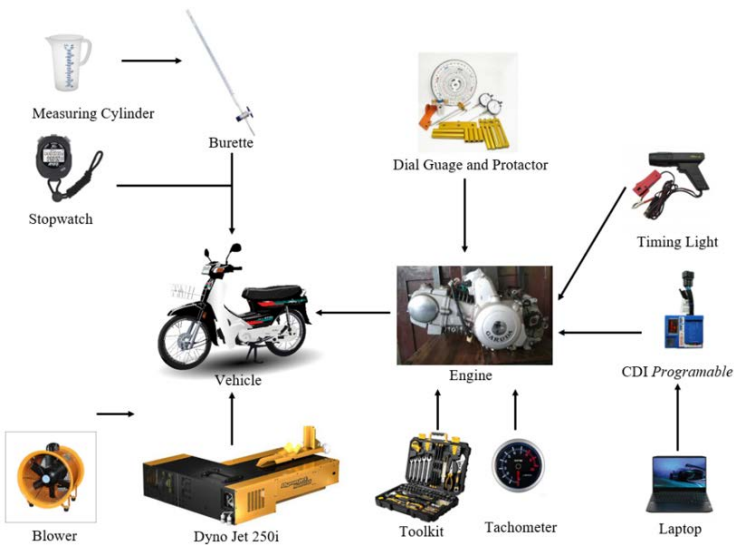 Measuring Cylinder
Burette
Stopwatch
Dial Guage and Protactor
Timing Light
GARUDA
Vehicle
Engine
CDI Programable
Blower
Dyno Jet 250i
Toolkit
Tachometer
Laptop